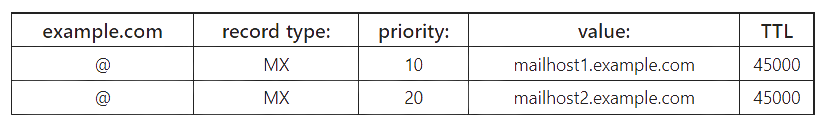 example.com record type: priority: value: TTL
@ MX 10 mailhost1.example.com 45000
@ MX 20 mailhost2.example.com 45000